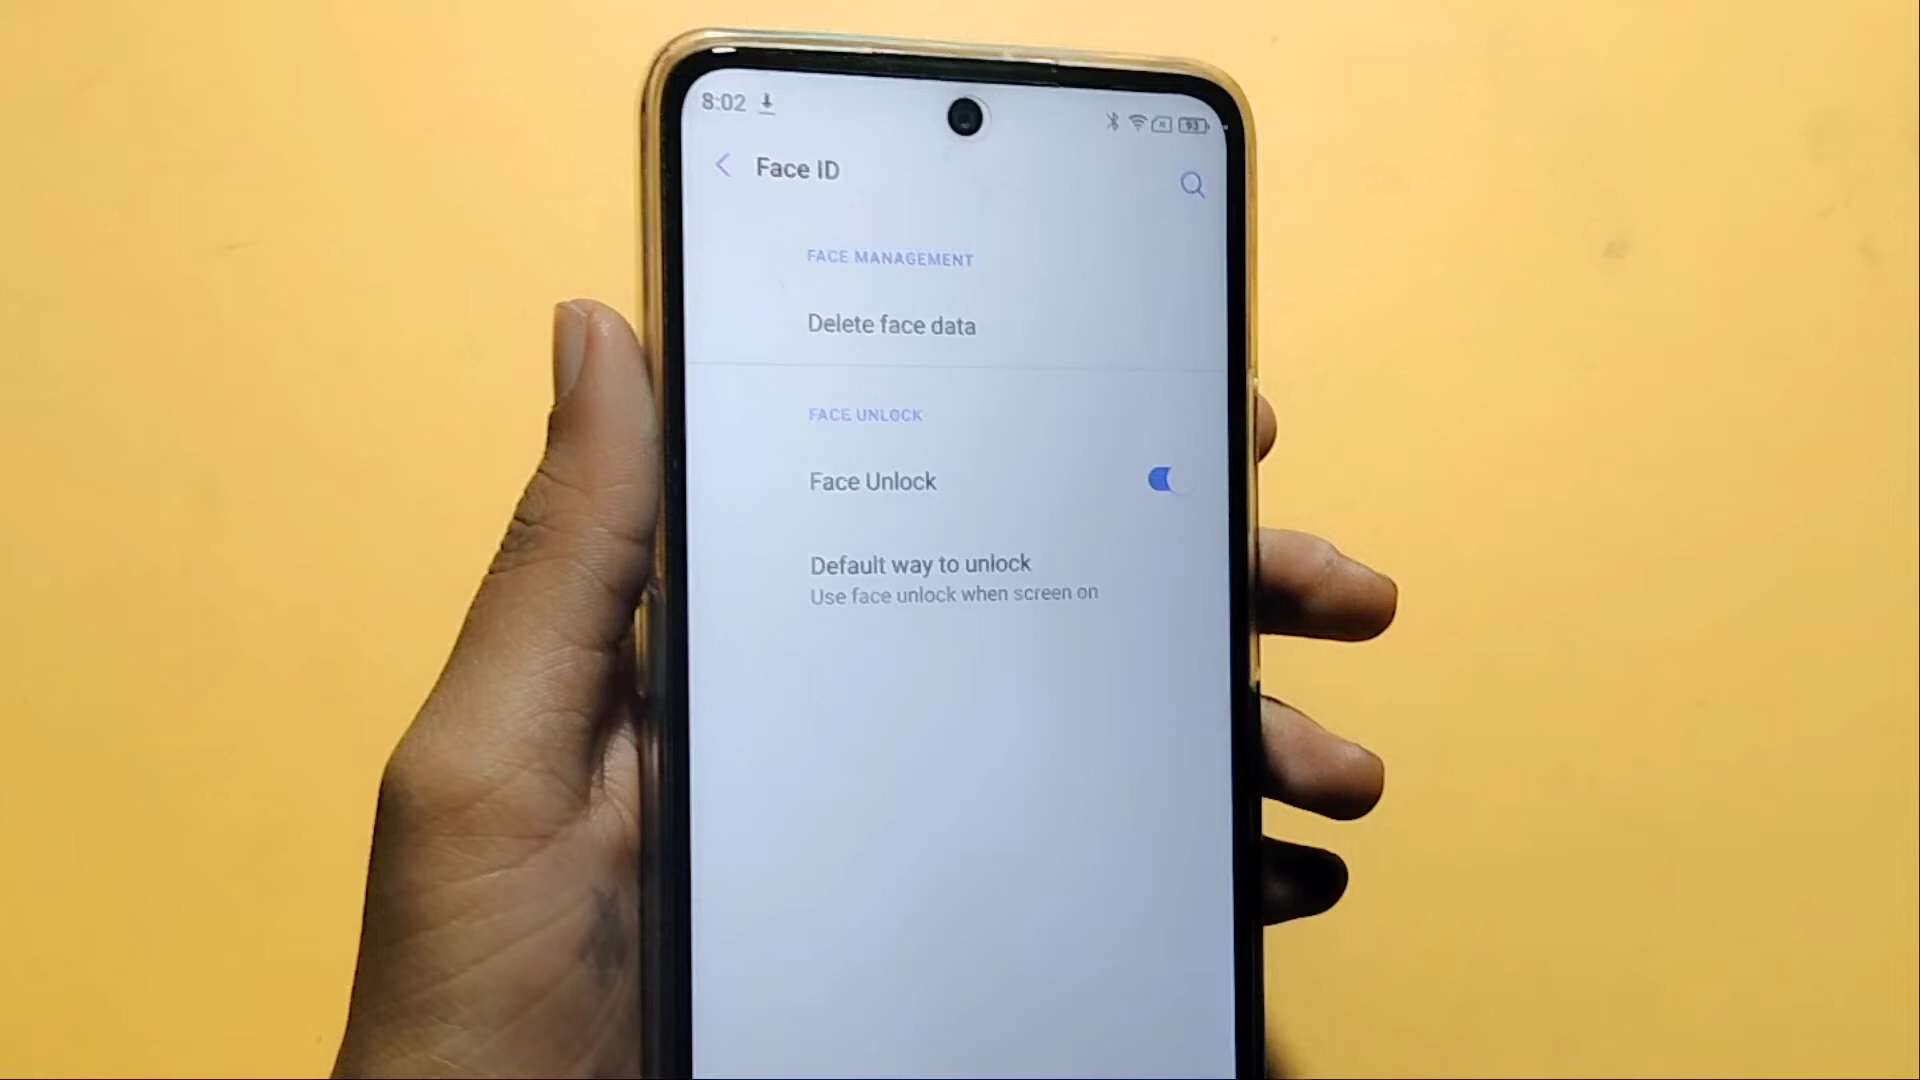 8:02
93
Face ID
FACE MANAGEMENT
Delete face data
FACE UNLOCK
Face Unlock
Default way to unlock
Use face unlock when screen on